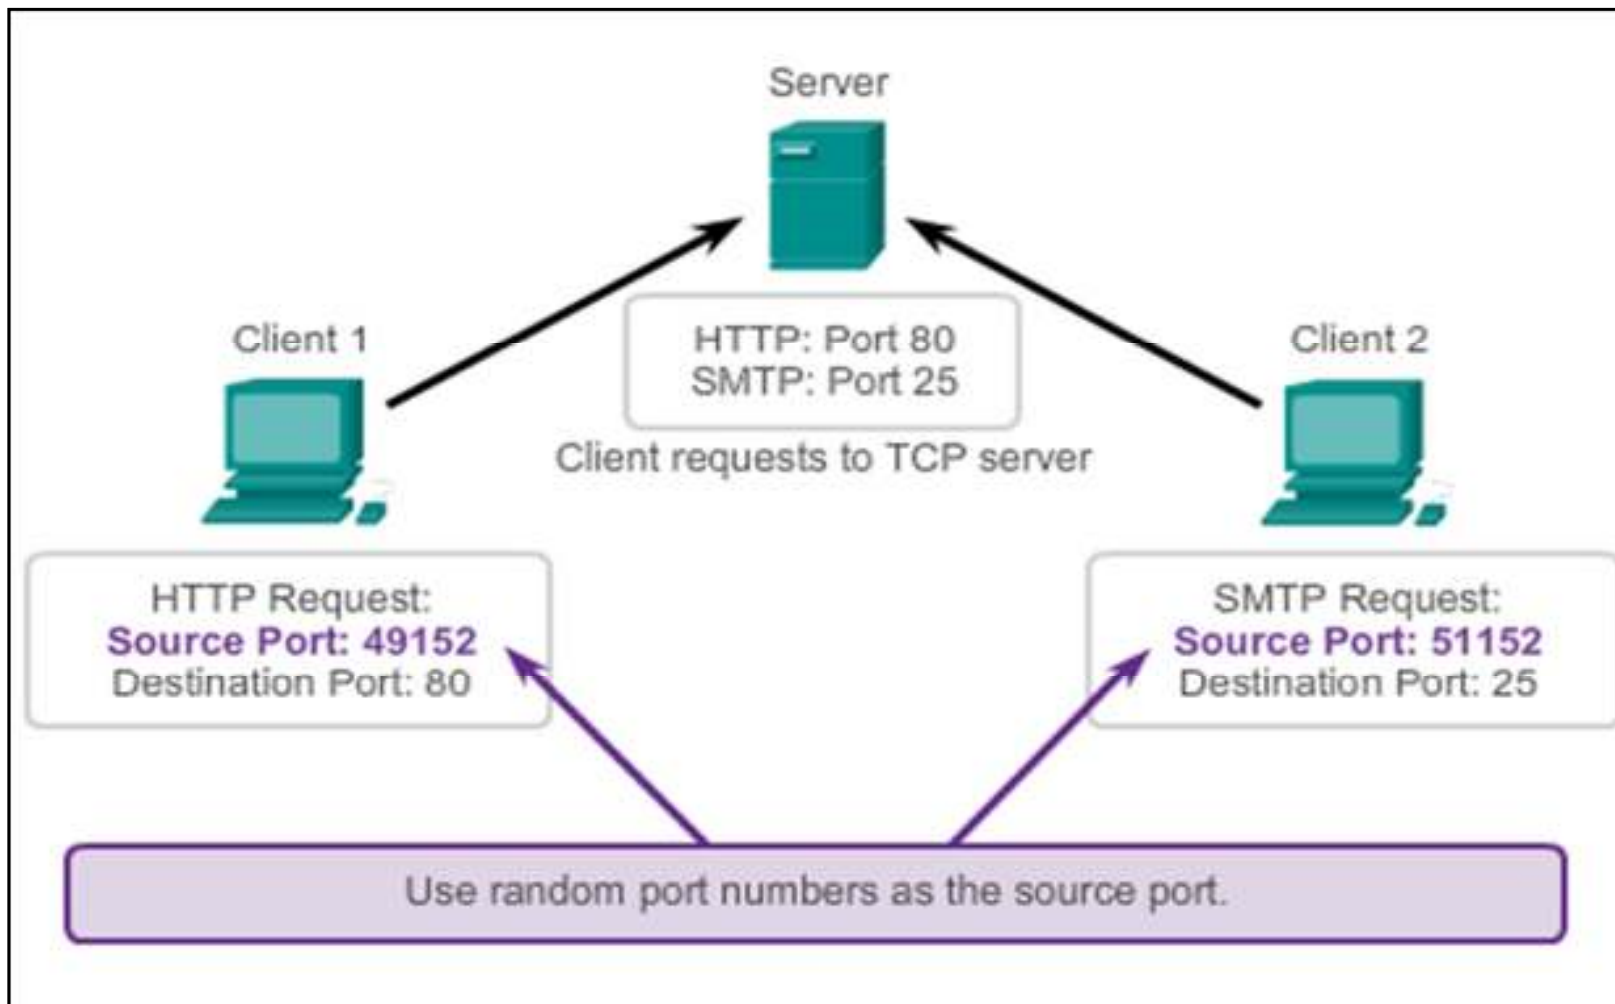 Server
Client 1
HTTP: Port 80
SMTP: Port 25
Client 2
Client requests to TCP server
HTTP Request:
Source Port: 49152
Destination Port: 80
SMTP Request:
Source Port: 51152
Destination Port: 25
Use random port numbers as the source port.